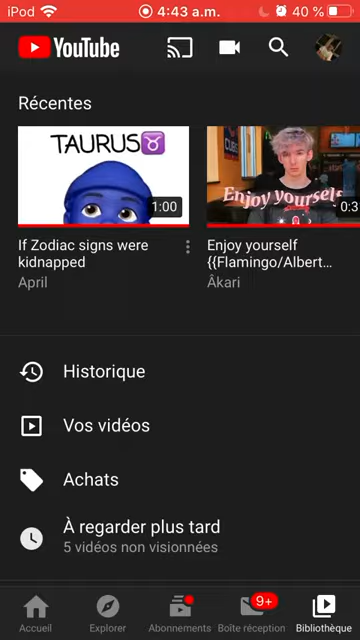 iPod 4:43 a.m. 40 %
YouTube
Récentes
TAURUS♉
1:00
Enjoy yourself
0:3
If Zodiac signs were
kidnapped
April
Enjoy yourself
{{Flamingo/Albert…
Âkari
Historique
Vos vidéos
Achats
À regarder plus tard
5 vidéos non visionnées
9+
Accueil
Explorer
Abonnements
Boîte réception
Bibliothèque